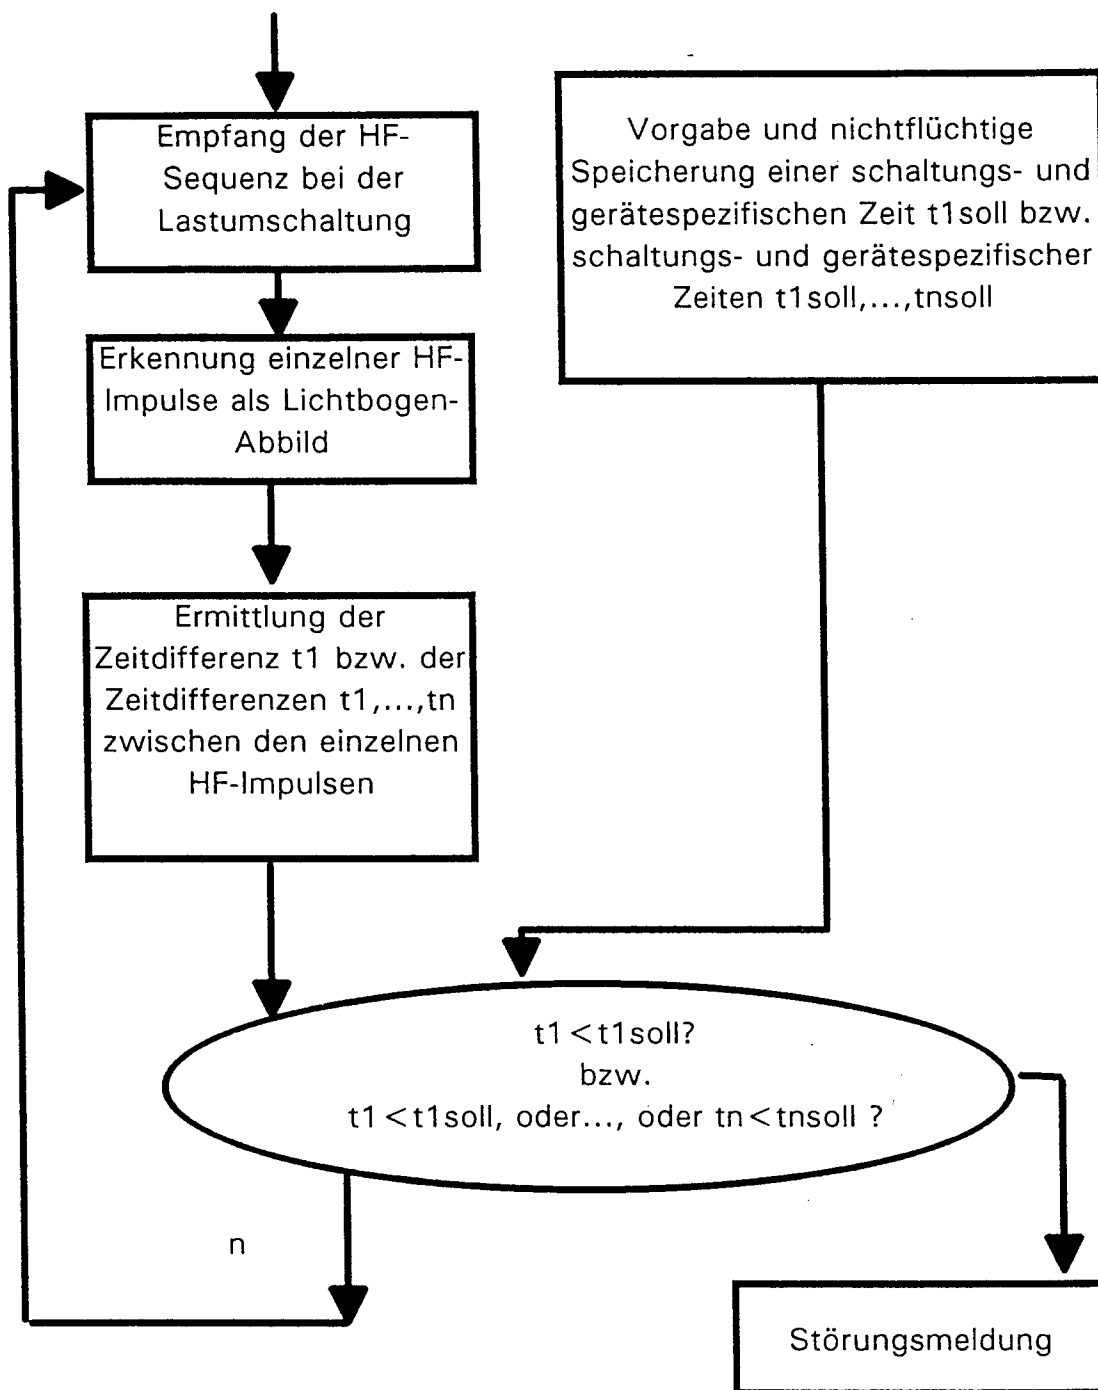 Empfang der HF-
Sequenz bei der
Lastumschaltung
Vorgabe und nichtflüchtige
Speicherung einer schaltungs- und
gerätespezifischen Zeit t1soll bzw.
schaltungs- und gerätespezifischer
Zeiten t1soll,...,tnsoll
Erkennung einzelner HF-
Impulse als Lichtbogen-
Abbild
Ermittlung der
Zeitdifferenz t1 bzw. der
Zeitdifferenzen t1,...,tn
zwischen den einzelnen
HF-Impulsen
t1<t1soll?
bzw.
t1<t1soll, oder..., oder tn<tnsoll ?
n
Störungsmeldung